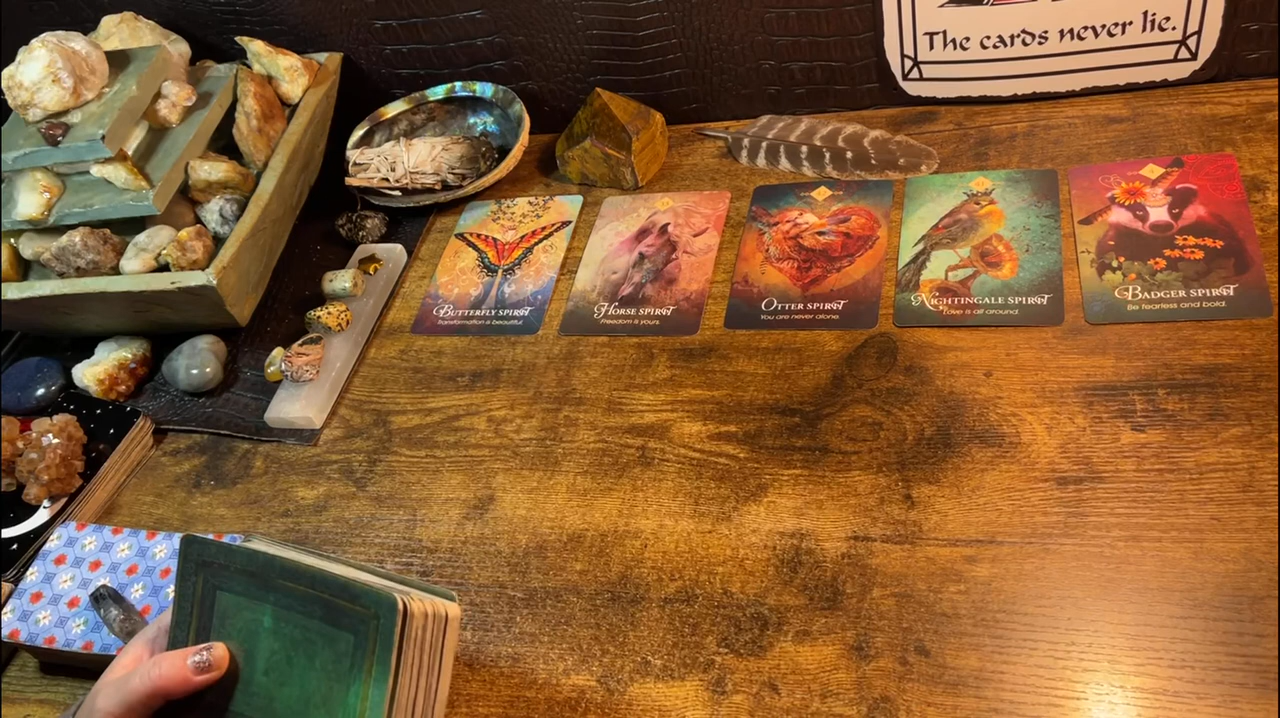 The cards never lie.
BUTTERFLY SPIRIT
Transformation is beautiful.
HORSE SPIRIT
Freedom is yours.
OTTER SPIRIT
You are never alone.
NIGHTINGALE SPIRIT
Love is all around.
BADGER SPIRIT
Be fearless and bold.